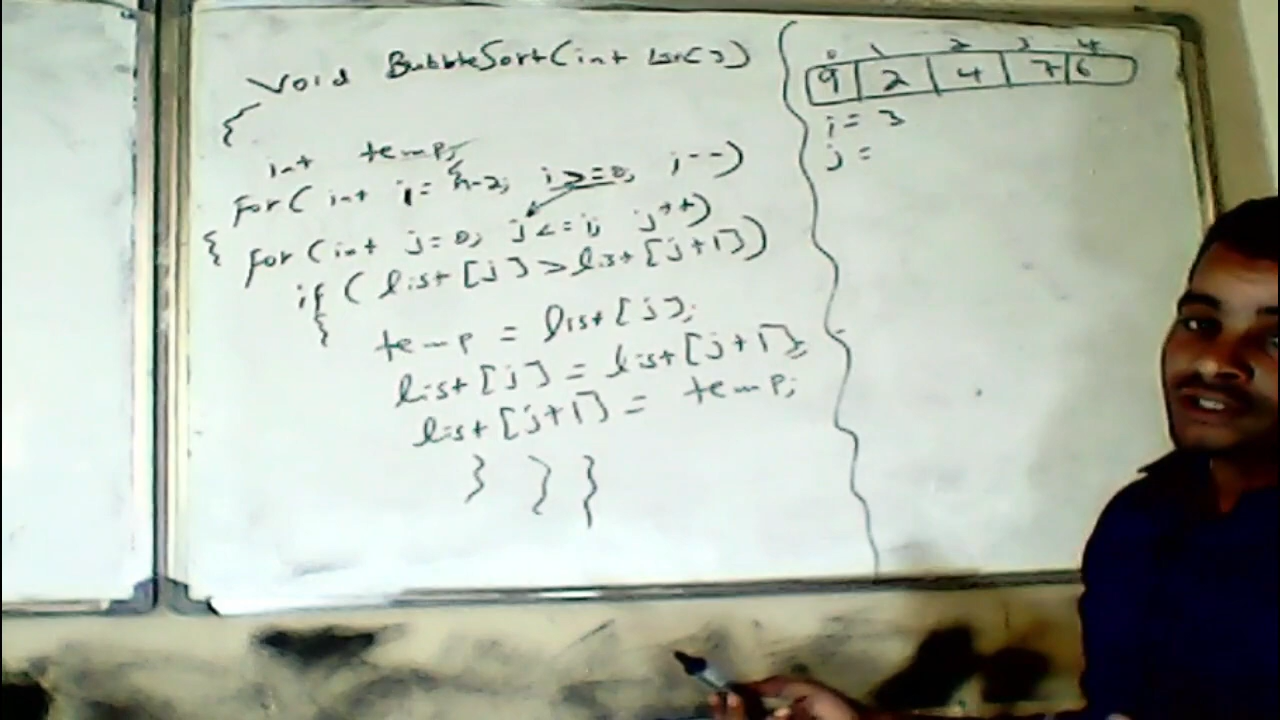 Void BubbleSort(int list[])
{
int temp;
for( int i= n-2; i>=0; i--)
{ for(int j=0; j<=i; j++)
if ( list [j] > list [j+1])
{
temp = list [j];
list [j] = list [j+1];
list [j+1] = temp;
} } }
0 1 2 3 4
9 2 4 7 6
i = 3
j =